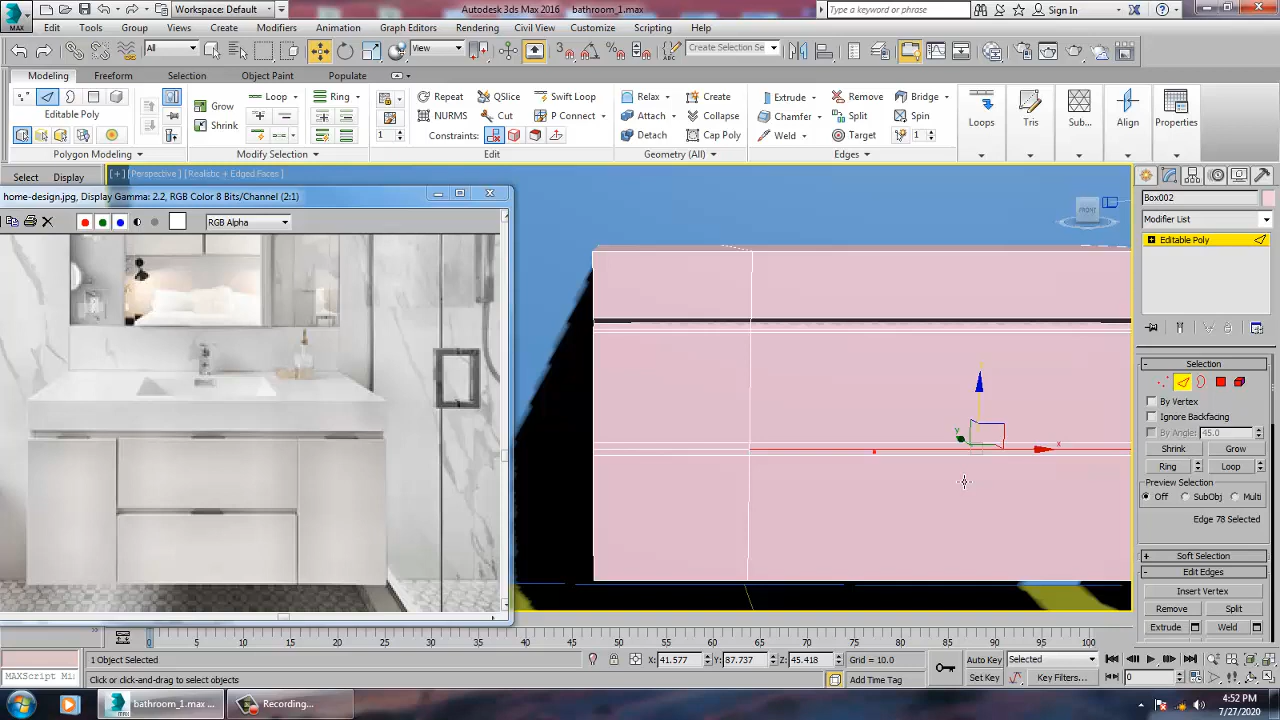 Workspace: Default
Autodesk 3ds Max 2016 bathroom_1.max
Type a keyword or phrase
Sign In
MAX
Edit Tools Group Views Create Modifiers Animation Graph Editors Rendering Civil View Customize Scripting Help
All
View
Create Selection Se
Modeling Freeform Selection Object Paint Populate
Editable Poly
Polygon Modeling
Grow
Shrink
Loop
Ring
Modify Selection
Repeat QSlice Swift Loop
NURMS Cut P Connect
Constraints:
1
Edit
Relax Create
Attach Collapse
Detach Cap Poly
Geometry (All)
Extrude Remove Bridge
Chamfer Split Spin
Weld Target 1
Edges
Loops
Tris
Sub...
Align
Properties
Select Display
[+] [Perspective] [Realistic + Edged Faces]
home-design.jpg, Display Gamma: 2.2, RGB Color 8 Bits/Channel (2:1)
RGB Alpha
FRONT
x
y
Box002
Modifier List
Editable Poly
Selection
By Vertex
Ignore Backfacing
By Angle: 45.0
Shrink Grow
Ring Loop
Preview Selection
Off SubObj Multi
Edge 78 Selected
Soft Selection
Edit Edges
Insert Vertex
Remove Split
Extrude Weld
0 5 10 15 20 25 30 35 40 45 50 55 60 65 70 75 80 85 90 95 100
MAXScript Mi
1 Object Selected
Click or click-and-drag to select objects
X: 41.577 Y: 87.737 Z: 45.418 Grid = 10.0
Add Time Tag
Auto Key Selected
Set Key Key Filters...
0
bathroom_1.max ...
Recording...
4:52 PM
7/27/2020